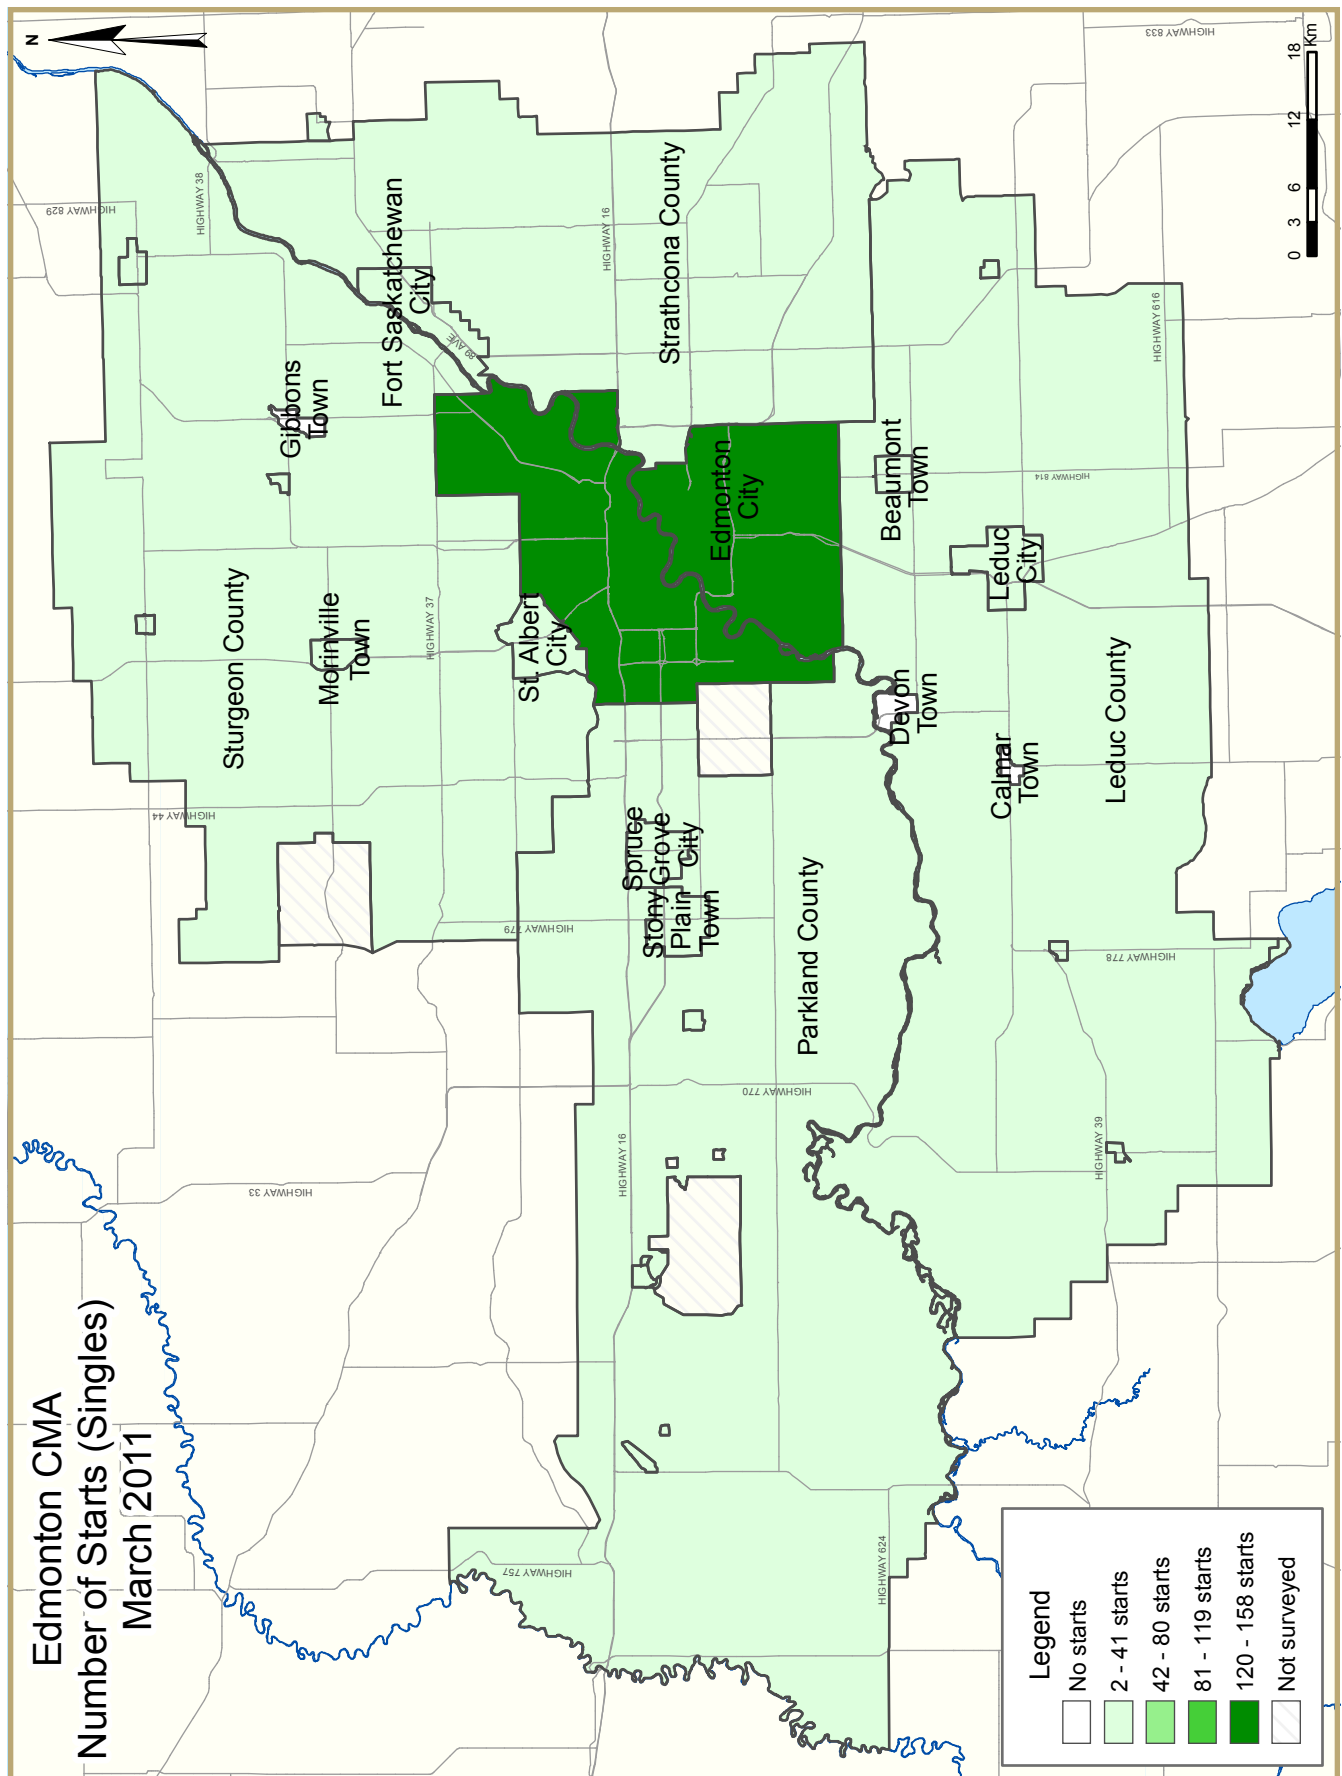 Edmonton CMA
Number of Starts (Singles)
March 2011
N
HIGHWAY 829
HIGHWAY 38
HIGHWAY 833
HIGHWAY 44
Sturgeon County
Gibbons
Town
Morinville
Town
Fort Saskatchewan
City
HIGHWAY 37
89 AVE
HIGHWAY 33
HIGHWAY 779
St. Albert
City
HIGHWAY 757
HIGHWAY 16
HIGHWAY 16
Spruce
Grove
City
Stony
Plain
Town
Strathcona County
Edmonton
City
HIGHWAY 770
Parkland County
HIGHWAY 624
Devon
Town
Beaumont
Town
Calmar
Town
Leduc
City
HIGHWAY 814
HIGHWAY 39
HIGHWAY 778
Leduc County
HIGHWAY 616
Legend
No starts
2 - 41 starts
42 - 80 starts
81 - 119 starts
120 - 158 starts
Not surveyed
0 3 6 12 18
Km